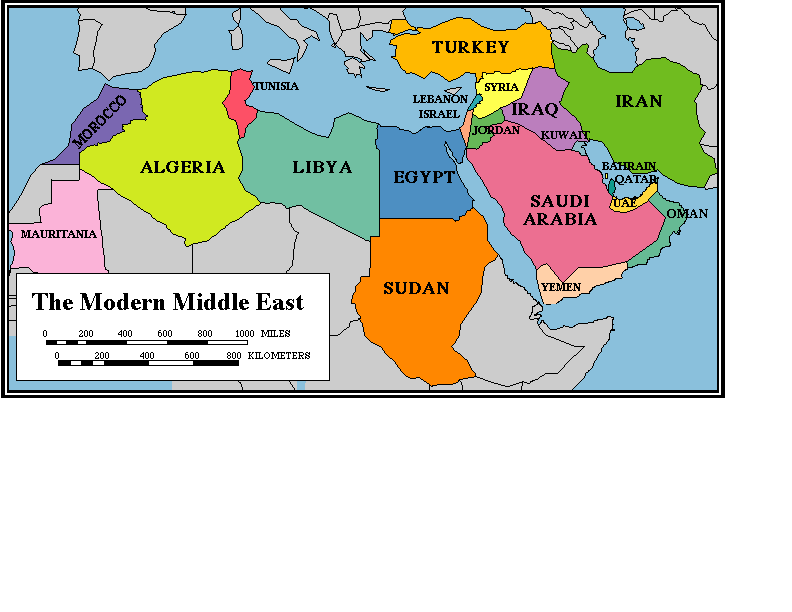 TURKEY
TUNISIA
SYRIA
LEBANON
IRAQ
IRAN
MOROCCO
ISRAEL
JORDAN
KUWAIT
ALGERIA
LIBYA
EGYPT
BAHRAIN
QATAR
SAUDI
ARABIA
UAE
OMAN
MAURITANIA
SUDAN
YEMEN
The Modern Middle East
0 200 400 600 800 1000 MILES
0 200 400 600 800 KILOMETERS